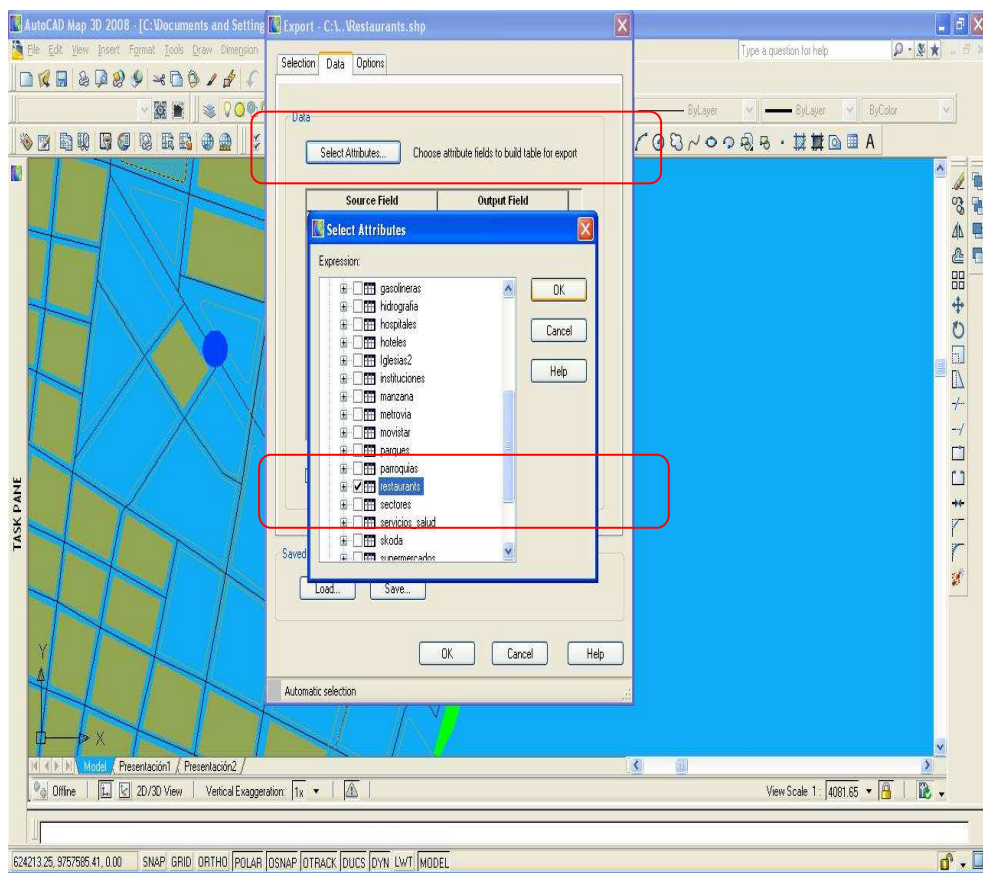 AutoCAD Map 3D 2008 - [C:\Documents and Setting
Export - C:\.. \Restaurants.shp
File Edit View Insert Format Tools Draw Dimension
Type a question for help
Selection Data Options
ByLayer ByLayer ByColor
Data
Select Attributes... Choose attribute fields to build table for export
A
Source Field Output Field
Select Attributes
Expression:
gasolineras
hidrografia
hospitales
hoteles
Iglesias2
instituciones
manzana
metrovia
movistar
parques
parroquias
restaurants
sectores
servicios_salud
skoda
supermercados
OK
Cancel
Help
TASK PANE
Saved
Load... Save...
OK Cancel Help
Automatic selection
Y
X
Model Presentación1 Presentación2
Offline 2D/3D View Vertical Exaggeration: 1x View Scale 1 : 4081.65
624213.25, 9757585.41, 0.00 SNAP GRID ORTHO POLAR OSNAP OTRACK DUCS DYN LWT MODEL